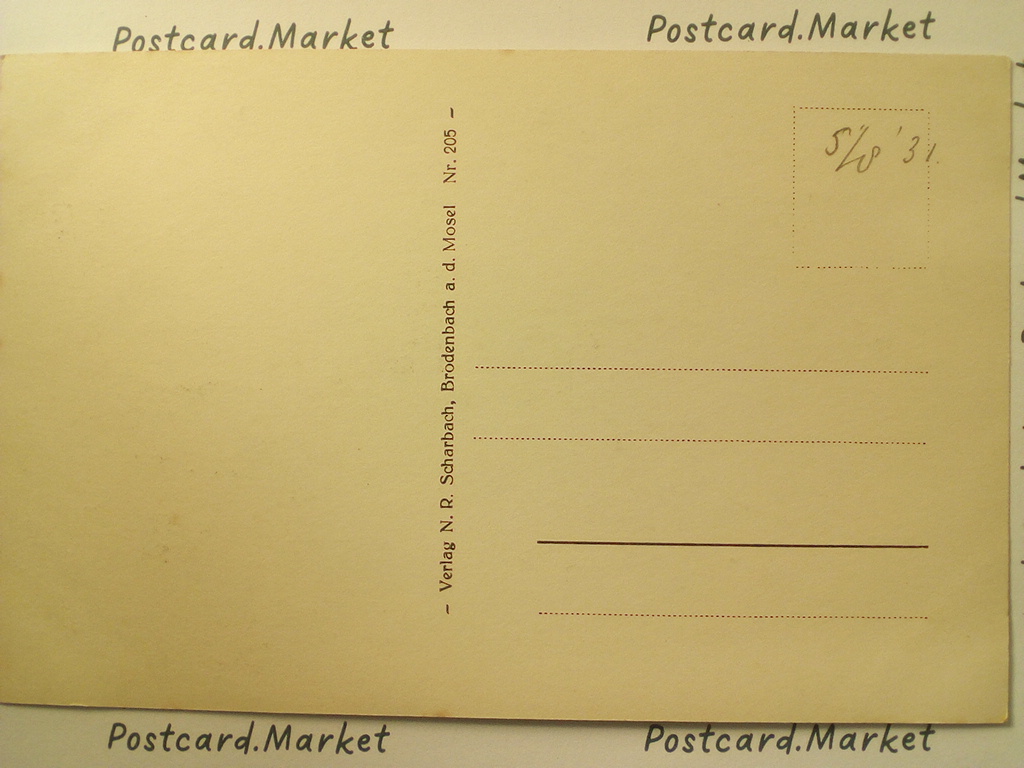 Postcard.Market
Postcard.Market
– Verlag N. R. Scharbach, Brodenbach a. d. Mosel Nr. 205 –
5/8 '31.
Postcard.Market
Postcard.Market